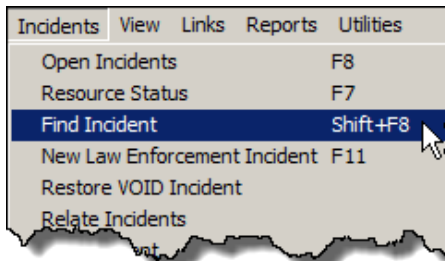 Incidents View Links Reports Utilities
Open Incidents F8
Resource Status F7
Find Incident Shift+F8
New Law Enforcement Incident F11
Restore VOID Incident
Relate Incidents